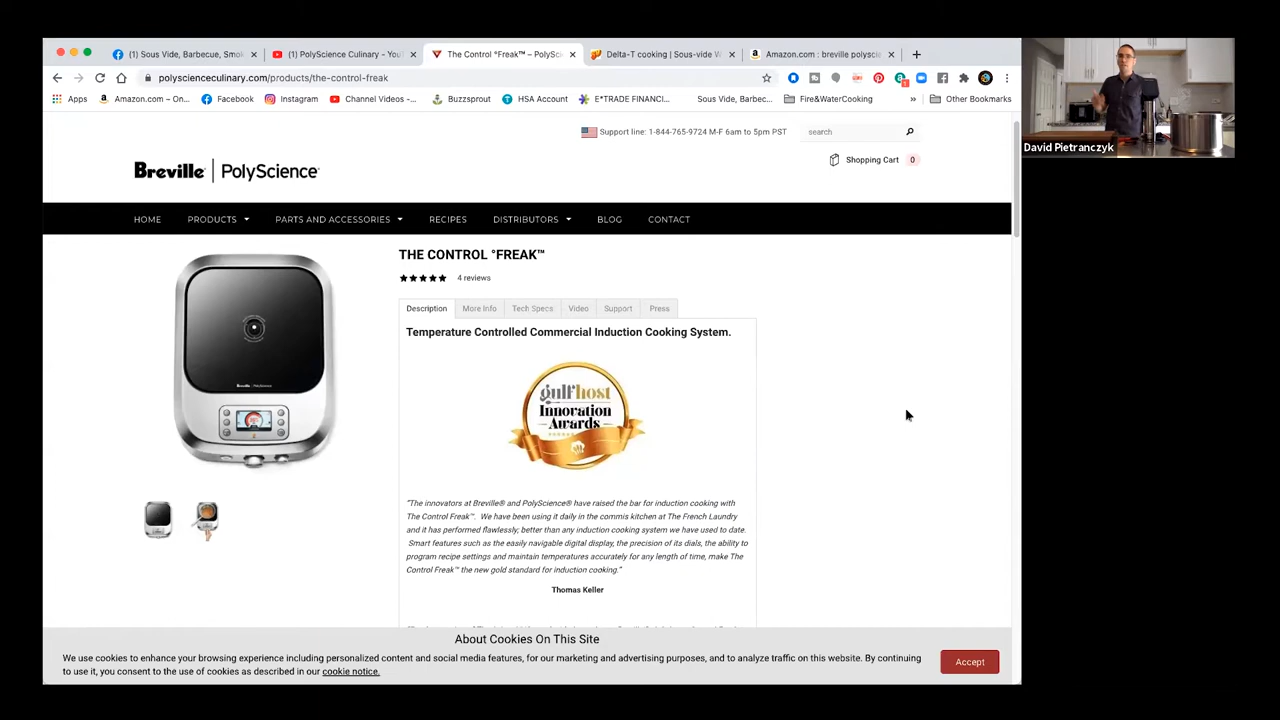 (1) Sous Vide, Barbecue, Smok
(1) PolyScience Culinary - You
The Control °Freak™ – PolySc
Delta-T cooking | Sous-vide W
Amazon.com : breville polyscie
polyscienceculinary.com/products/the-control-freak
Apps
Amazon.com – On...
Facebook
Instagram
Channel Videos -...
Buzzsprout
HSA Account
E*TRADE FINANCI...
Sous Vide, Barbec...
Fire&WaterCooking
»
Other Bookmarks
David Pietranczyk
Support line: 1-844-765-9724 M-F 6am to 5pm PST
search
Breville | PolyScience®
Shopping Cart 0
HOME
PRODUCTS
PARTS AND ACCESSORIES
RECIPES
DISTRIBUTORS
BLOG
CONTACT
THE CONTROL °FREAK™
4 reviews
Description
More Info
Tech Specs
Video
Support
Press
Temperature Controlled Commercial Induction Cooking System.
gulfhost
Innovation
Awards
"The innovators at Breville® and PolyScience® have raised the bar for induction cooking with
The Control Freak™. We have been using it daily in the commis kitchen at The French Laundry
and it has performed flawlessly; better than any induction cooking system we have used to date.
Smart features such as the easily navigable digital display, the precision of its dials, the ability to
program recipe settings and maintain temperatures accurately for any length of time, make The
Control Freak™ the new gold standard for induction cooking."
Thomas Keller
About Cookies On This Site
We use cookies to enhance your browsing experience including personalized content and social media features, for our marketing and advertising purposes, and to analyze traffic on this website. By continuing
to use it, you consent to the use of cookies as described in our cookie notice.
Accept